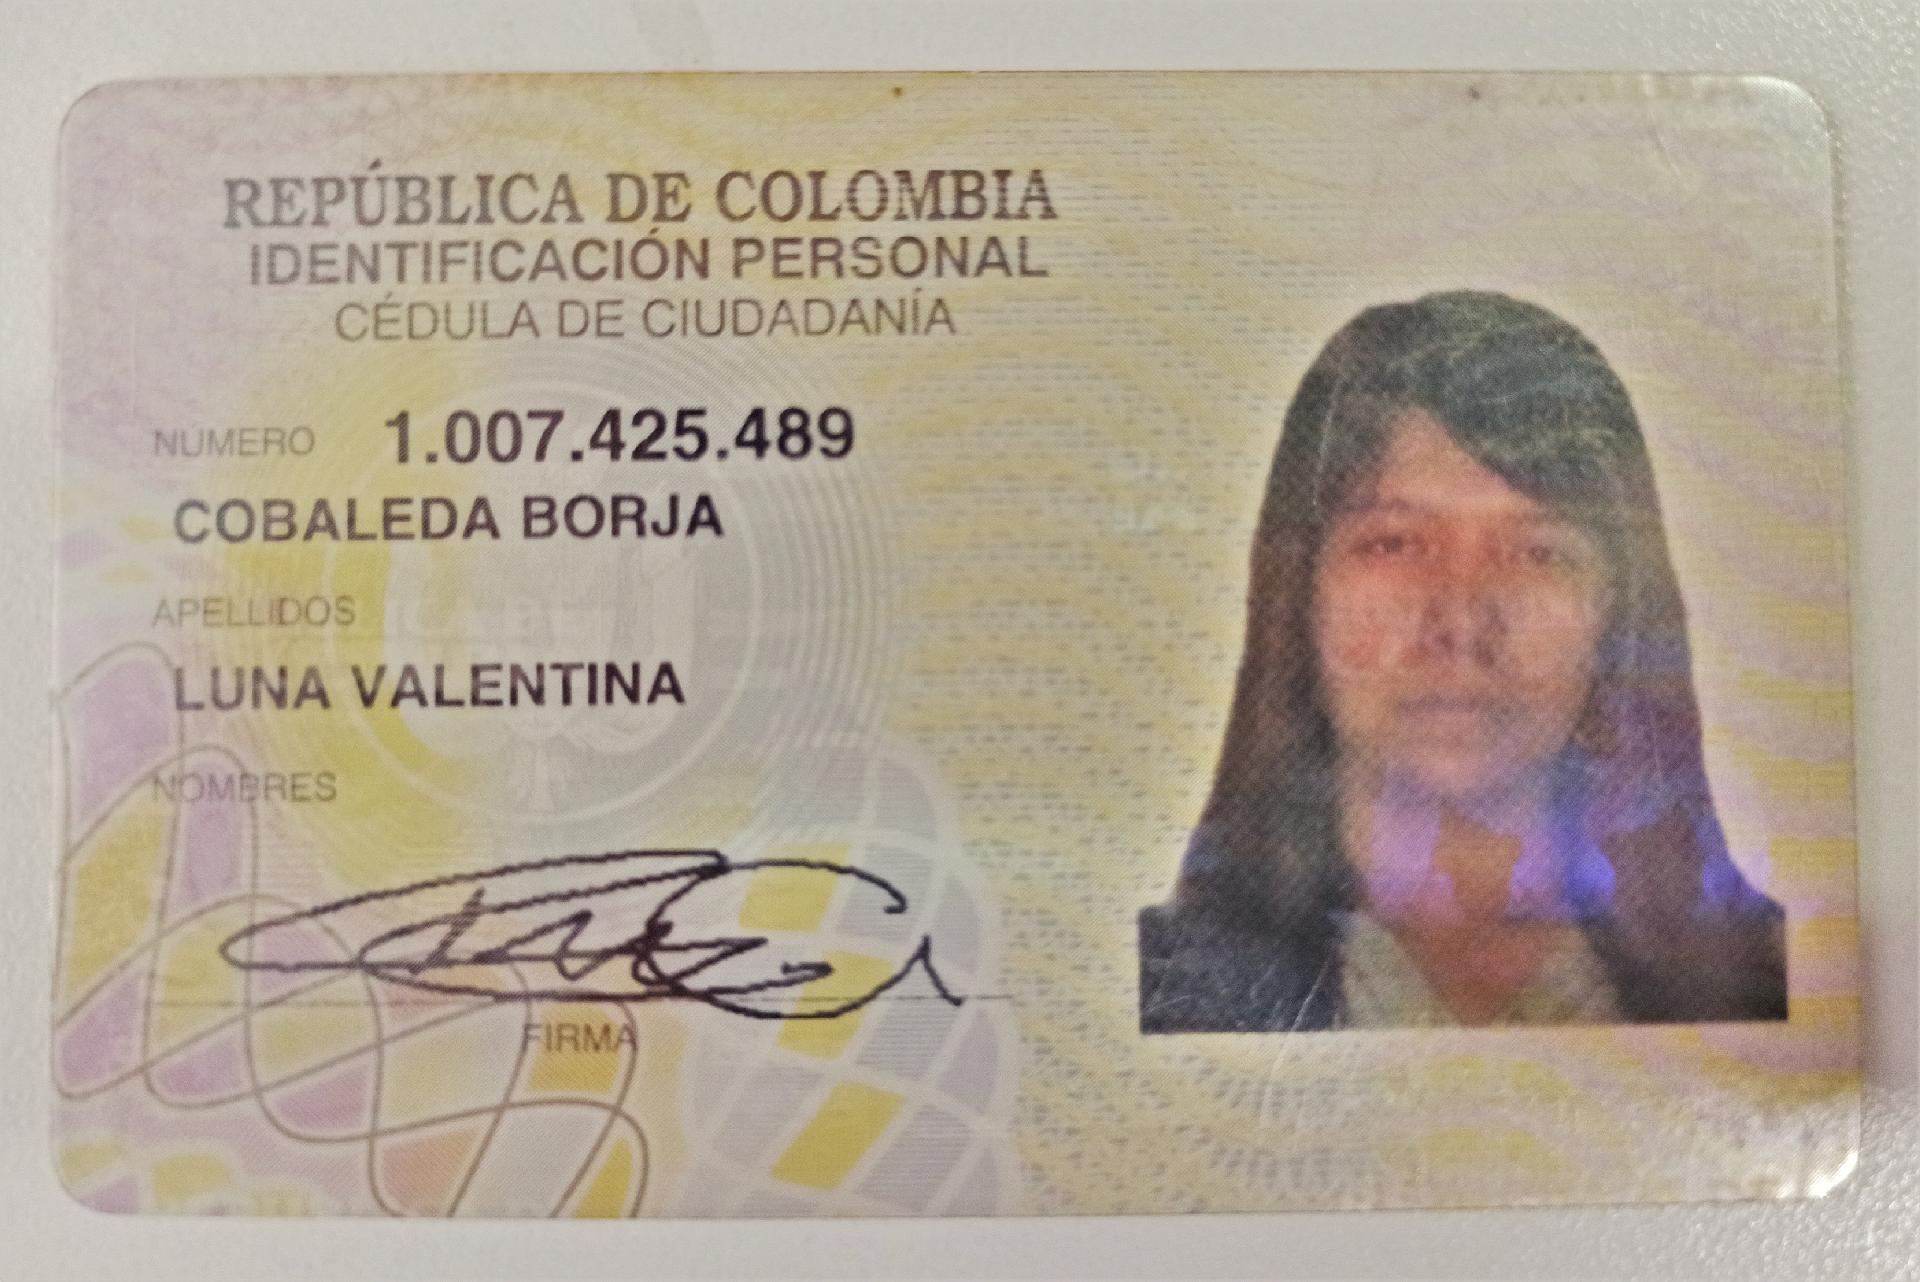 REPÚBLICA DE COLOMBIA
IDENTIFICACIÓN PERSONAL
CÉDULA DE CIUDADANÍA
NÚMERO 1.007.425.489
COBALEDA BORJA
APELLIDOS
LUNA VALENTINA
NOMBRES
FIRMA